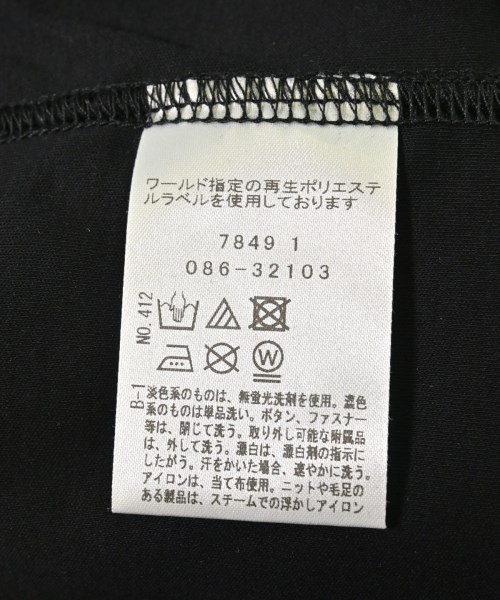 ワールド指定の再生ポリエステ
ルラベルを使用しております
7849 1
086-32103
NO.412
W
B-1
淡色系のものは、無蛍光洗剤を使用。濃色
系のものは単品洗い。ボタン、ファスナー
等は、閉じて洗う。取り外し可能な附属品
は、外して洗う。漂白は、漂白剤の指示に
したがう。汗をかいた場合、速やかに洗う。
アイロンは、当て布使用。ニットや毛足の
ある製品は、スチームでの浮かしアイロン